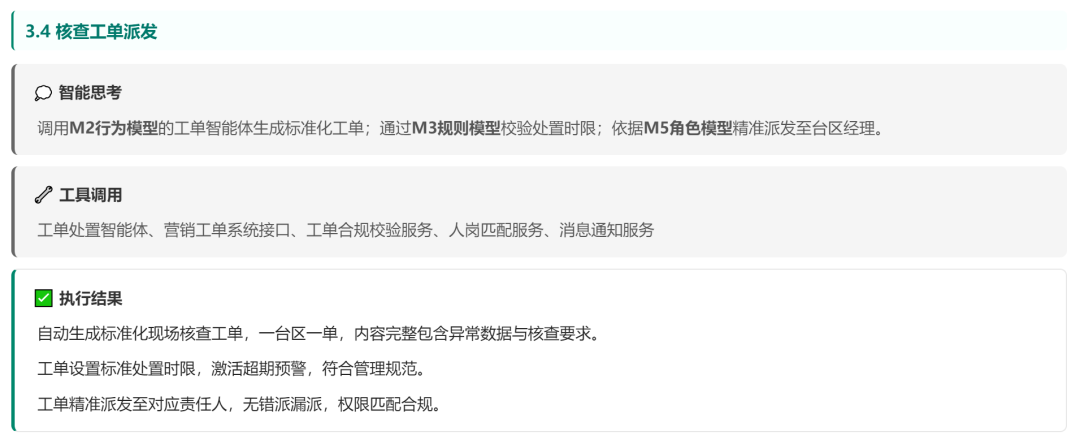 3.4 核查工单派发
智能思考
调用M2行为模型的工单智能体生成标准化工单；通过M3规则模型校验处置时限；依据M5角色模型精准派发至台区经理。
工具调用
工单处置智能体、营销工单系统接口、工单合规校验服务、人岗匹配服务、消息通知服务
执行结果
自动生成标准化现场核查工单，一台区一单，内容完整包含异常数据与核查要求。
工单设置标准处置时限，激活超期预警，符合管理规范。
工单精准派发至对应责任人，无错派漏派，权限匹配合规。